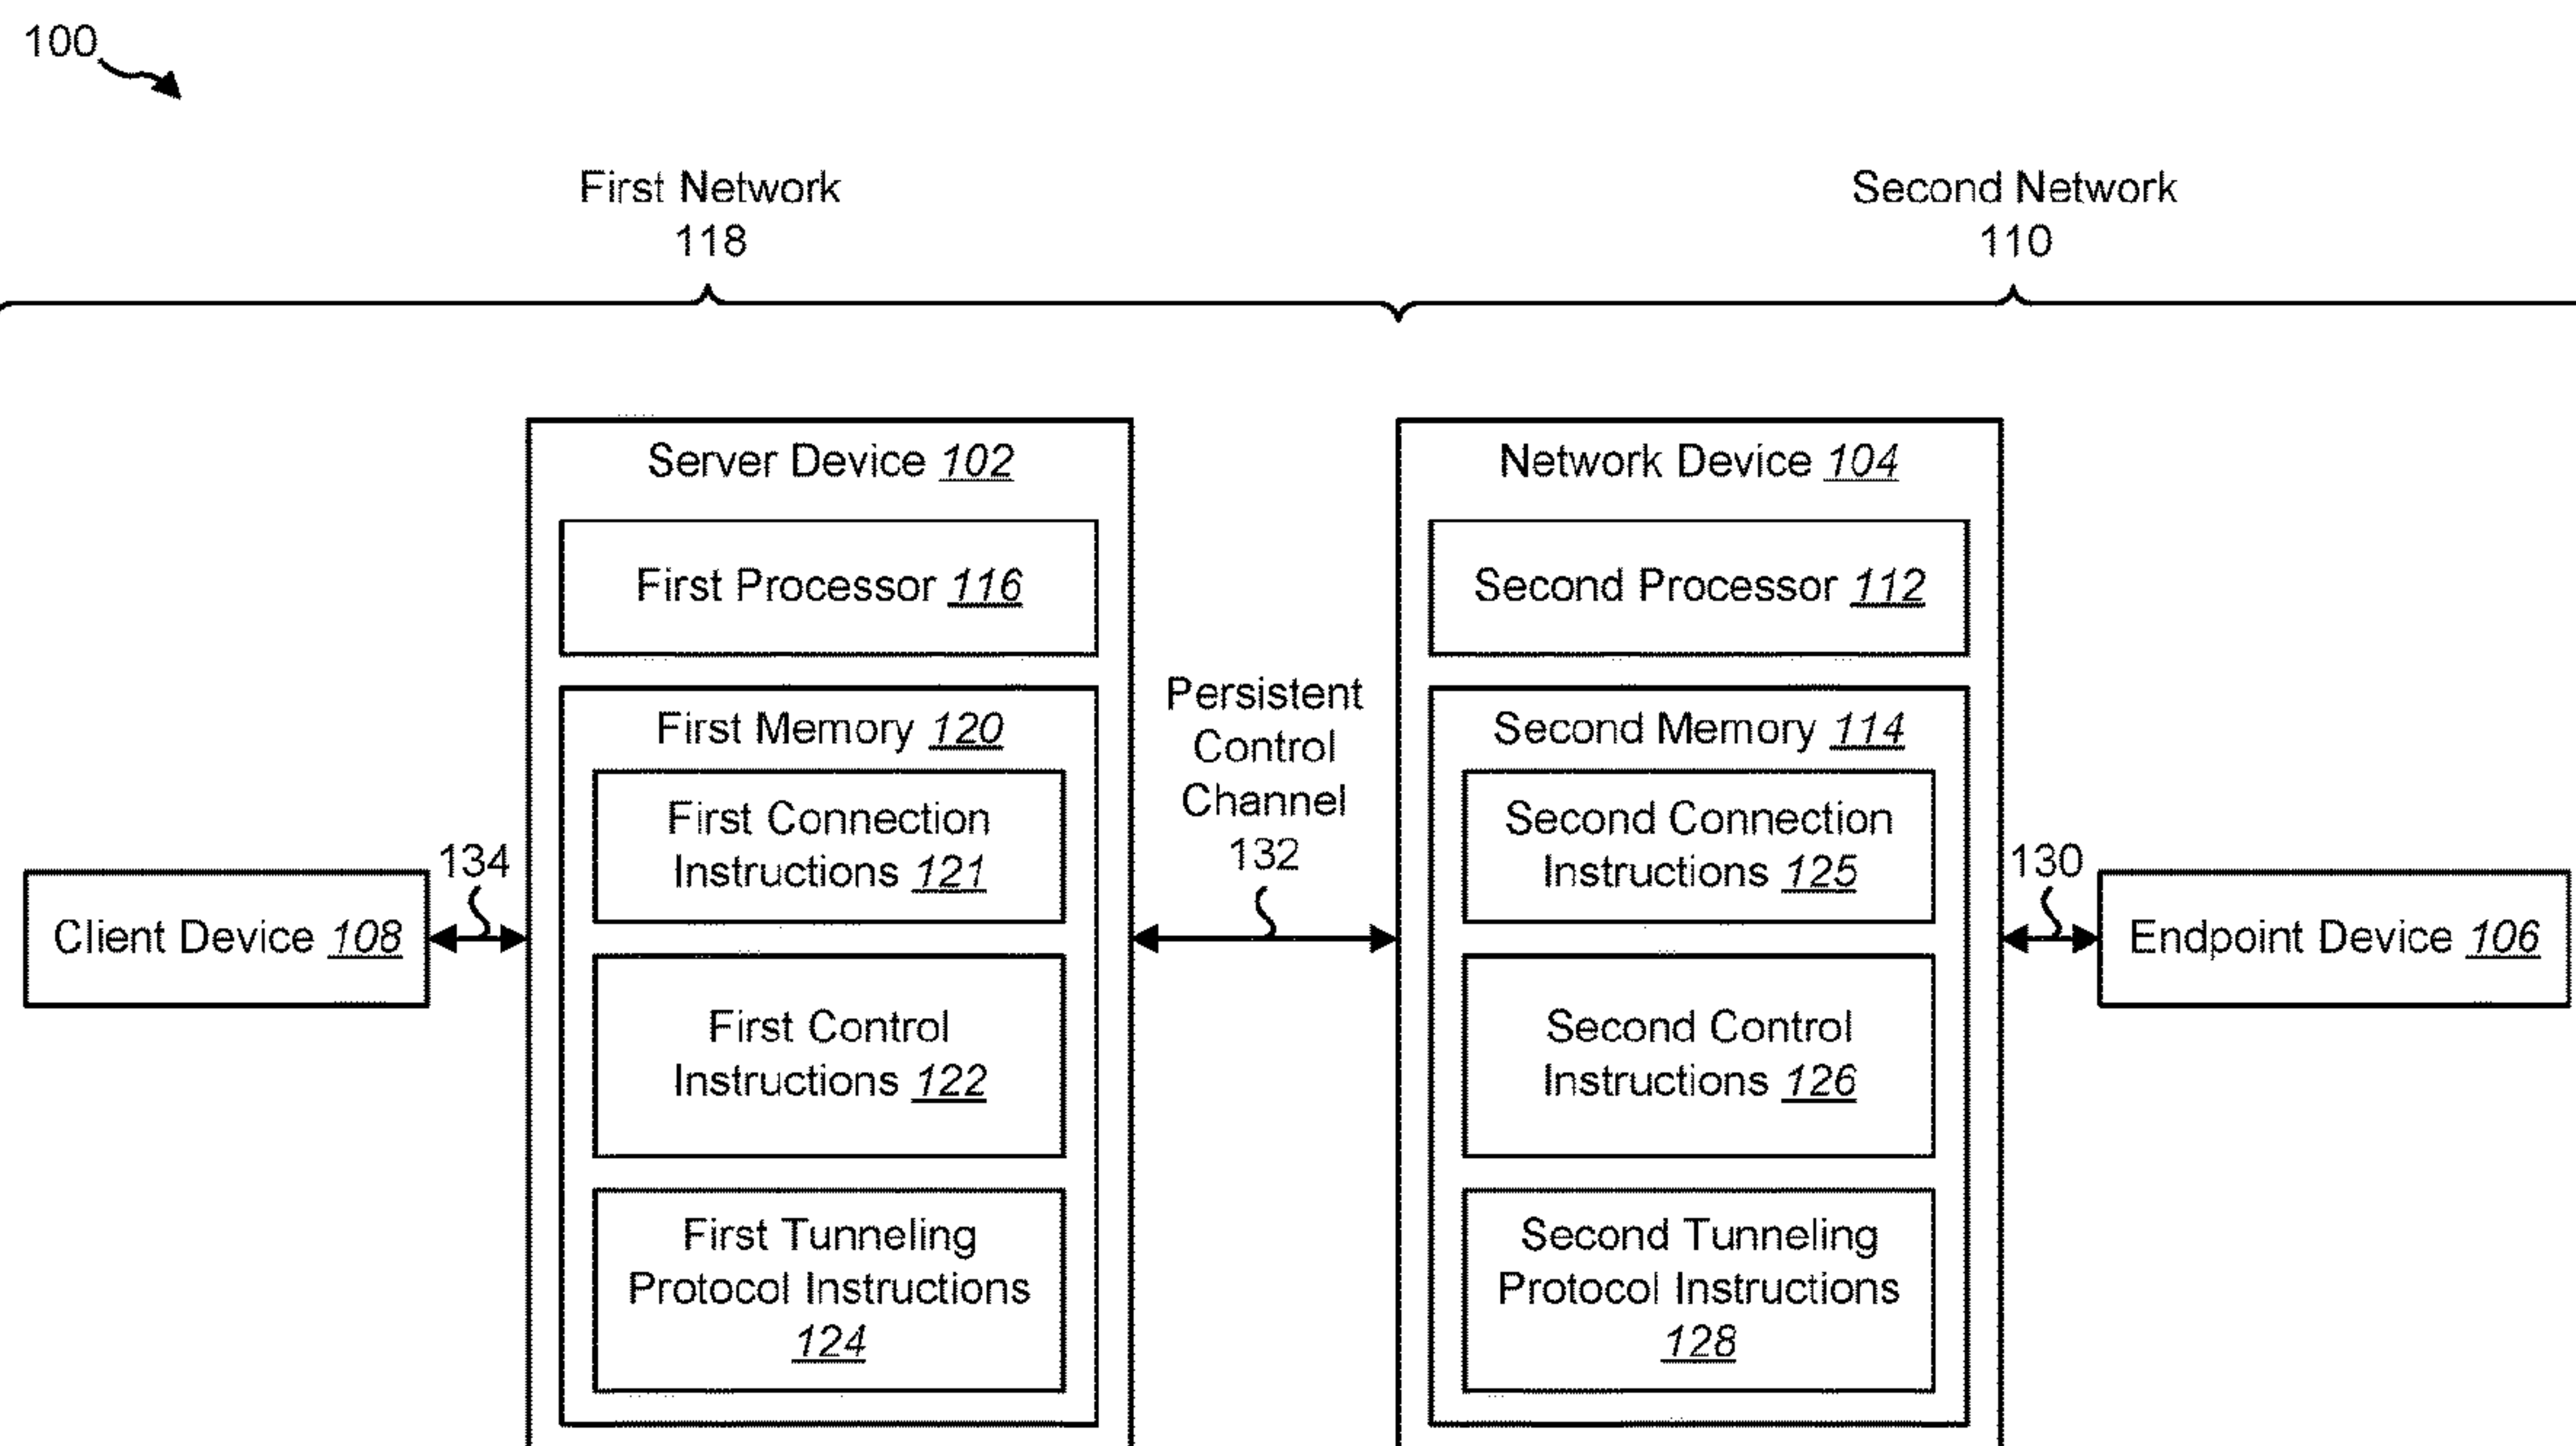 100
First Network
118
Second Network
110
Server Device 102
First Processor 116
First Memory 120
First Connection
Instructions 121
First Control
Instructions 122
First Tunneling
Protocol Instructions
124
Client Device 108
134
Persistent
Control
Channel
132
Network Device 104
Second Processor 112
Second Memory 114
Second Connection
Instructions 125
Second Control
Instructions 126
Second Tunneling
Protocol Instructions
128
130
Endpoint Device 106